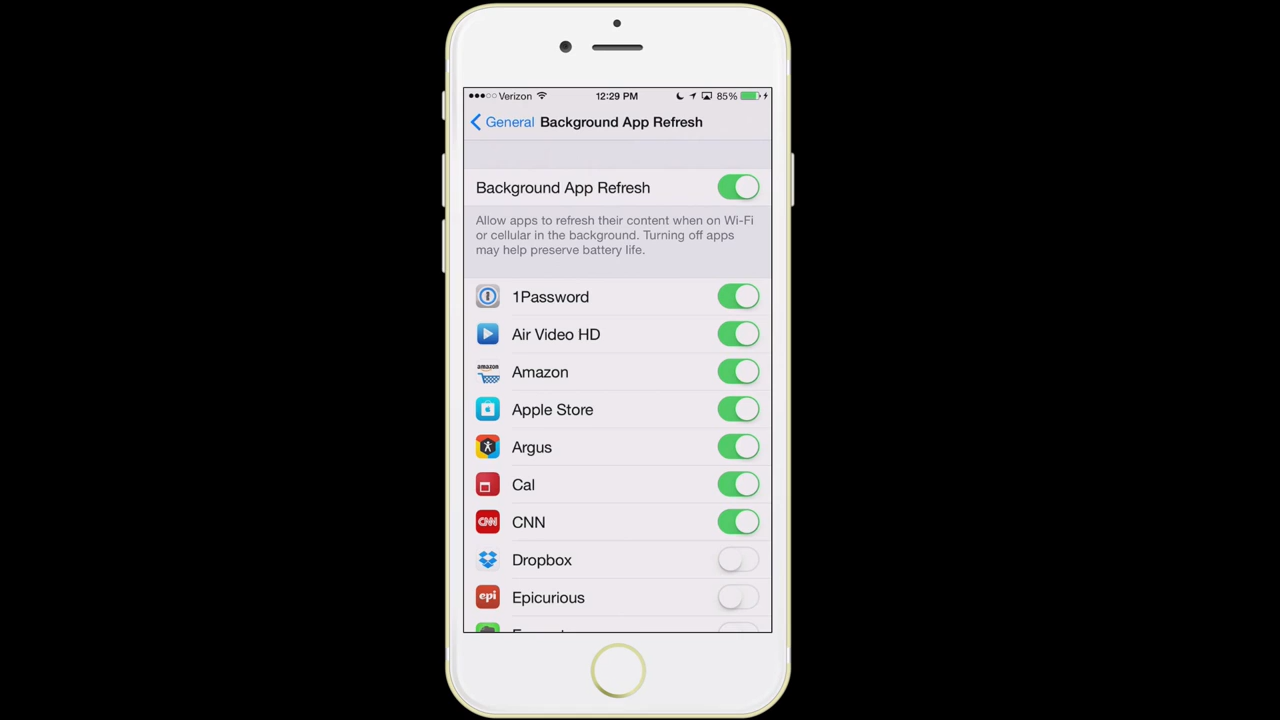 Verizon 12:29 PM 85%
General Background App Refresh
Background App Refresh
Allow apps to refresh their content when on Wi-Fi
or cellular in the background. Turning off apps
may help preserve battery life.
1Password
Air Video HD
amazon
Amazon
Apple Store
Argus
Cal
CNN
CNN
Dropbox
epi
Epicurious